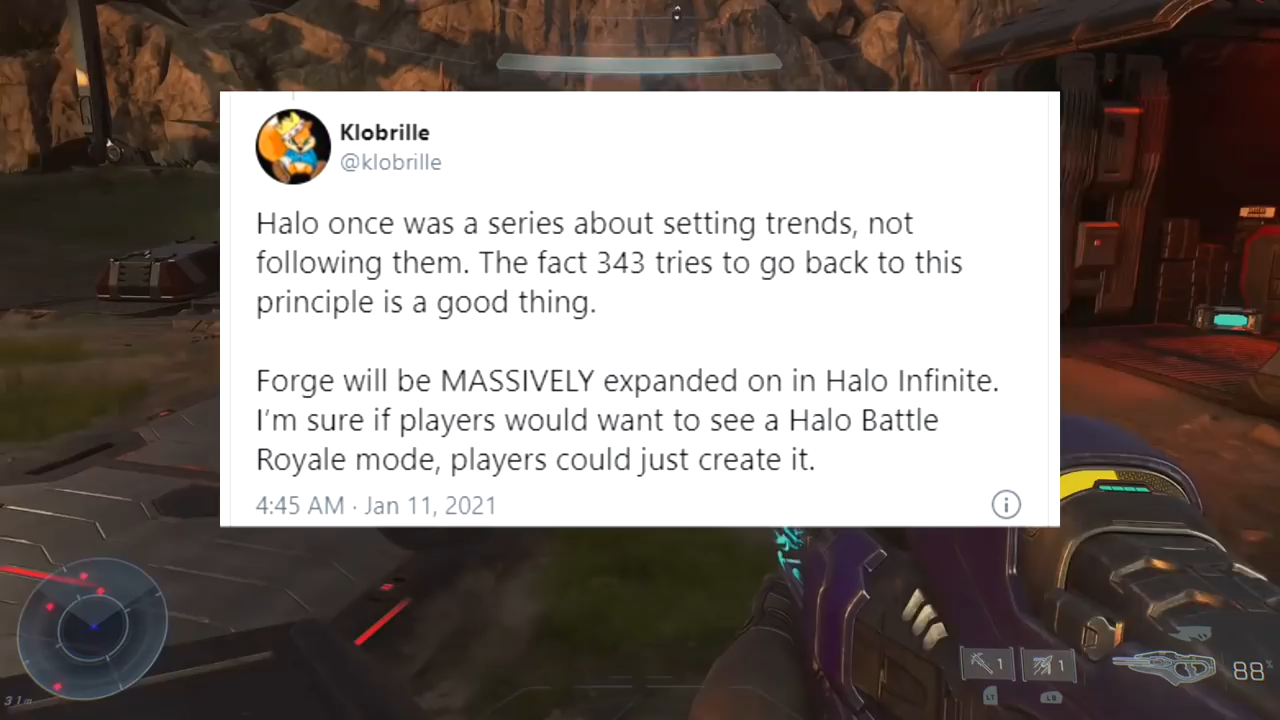 Klobrille
@klobrille
Halo once was a series about setting trends, not
following them. The fact 343 tries to go back to this
principle is a good thing.
Forge will be MASSIVELY expanded on in Halo Infinite.
I'm sure if players would want to see a Halo Battle
Royale mode, players could just create it.
4:45 AM · Jan 11, 2021
31m
1
1
88
LT
LB